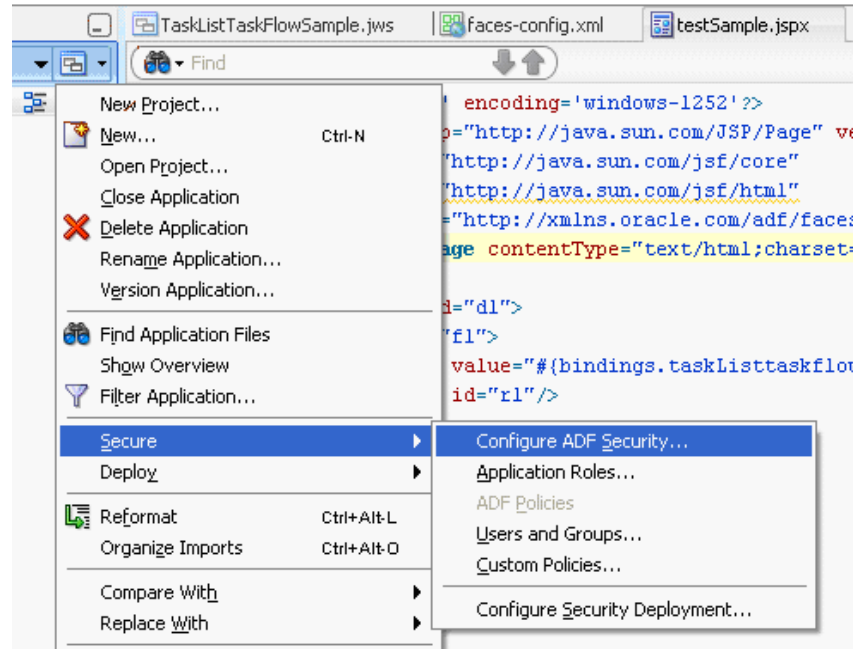 TaskListTaskFlowSample.jws faces-config.xml testSample.jspx
Find
New Project...
' encoding='windows-1252'?>
New... Ctrl-N
="http://java.sun.com/JSP/Page" ve
Open Project...
"http://java.sun.com/jsf/core"
Close Application
"http://java.sun.com/jsf/html"
Delete Application
="http://xmlns.oracle.com/adf/faces
Rename Application...
age contentType="text/html;charset=
Version Application...
d="d1">
Find Application Files
"f1">
Show Overview
value="#{bindings.taskListtaskflow
Filter Application...
id="r1"/>
Secure
Configure ADF Security...
Deploy
Application Roles...
ADF Policies
Reformat Ctrl+Alt-L
Users and Groups...
Organize Imports Ctrl+Alt-O
Custom Policies...
Compare With
Configure Security Deployment...
Replace With